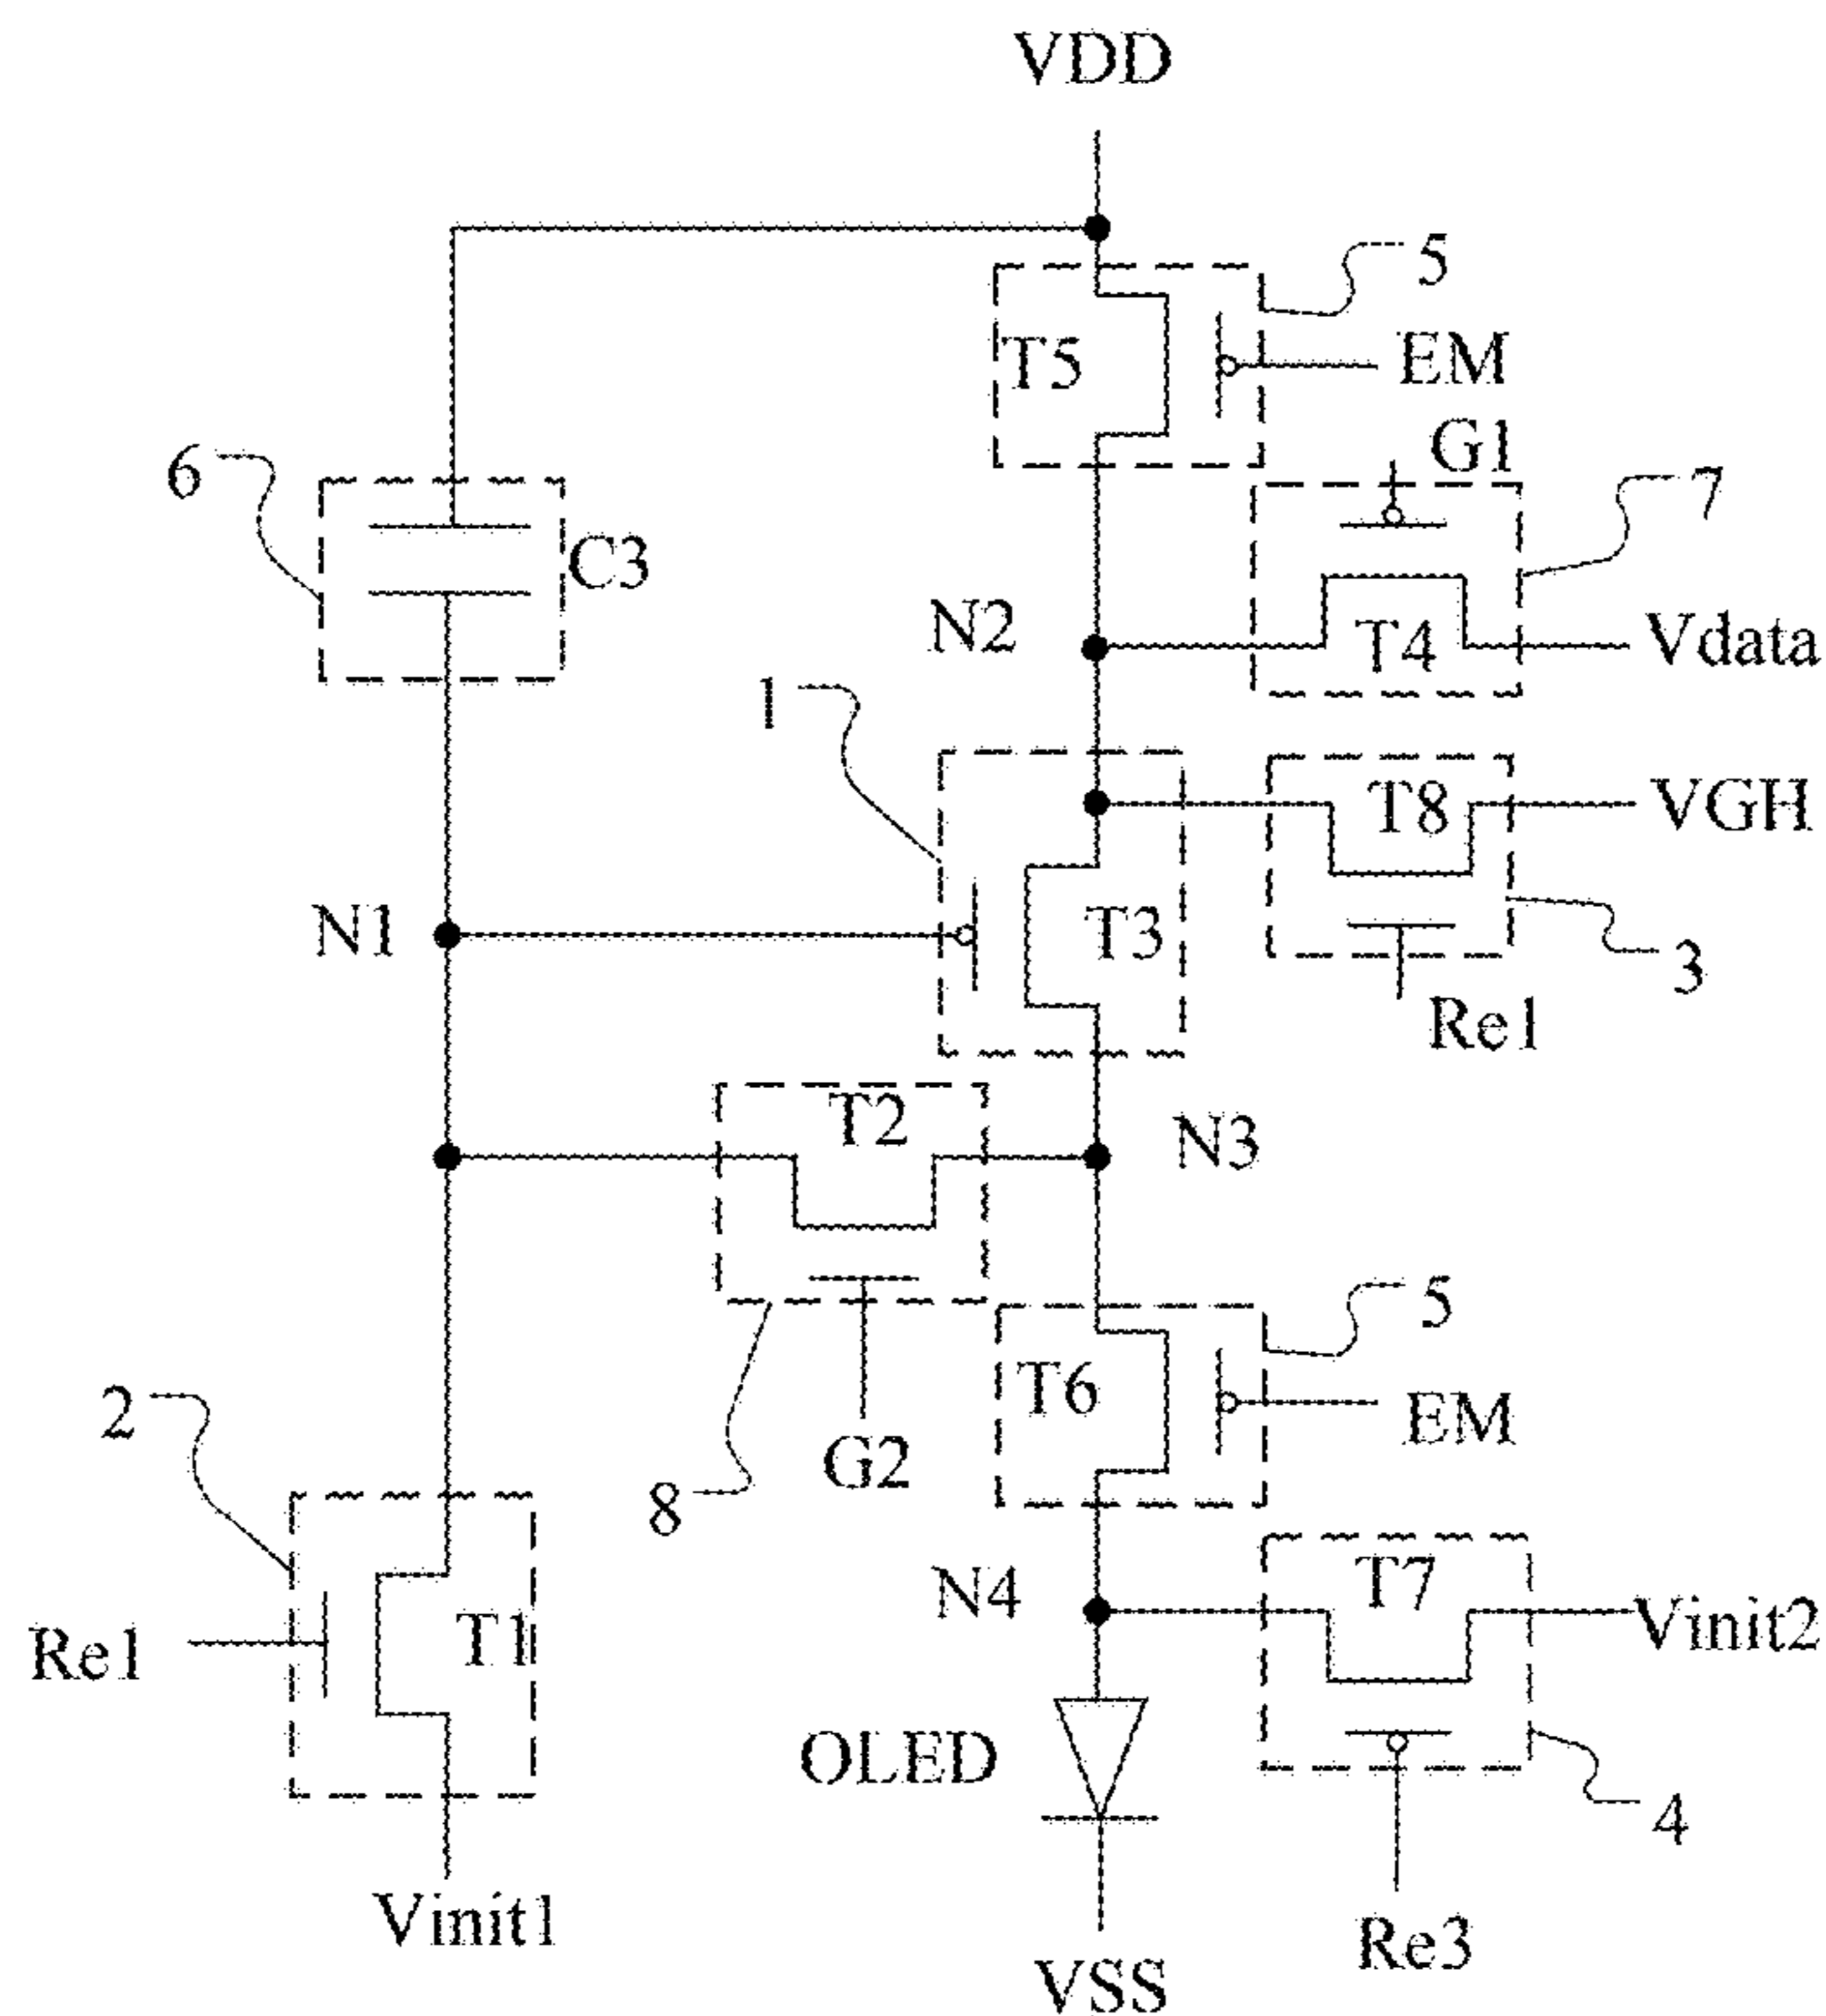 VDD
5
T5
EM
G1
6
7
C3
N2
T4
Vdata
1
T8
VGH
N1
T3
3
Re1
T2
N3
5
T6
EM
2
G2
8
N4
T7
Vinit2
Re1
T1
OLED
4
Vinit1
Re3
VSS